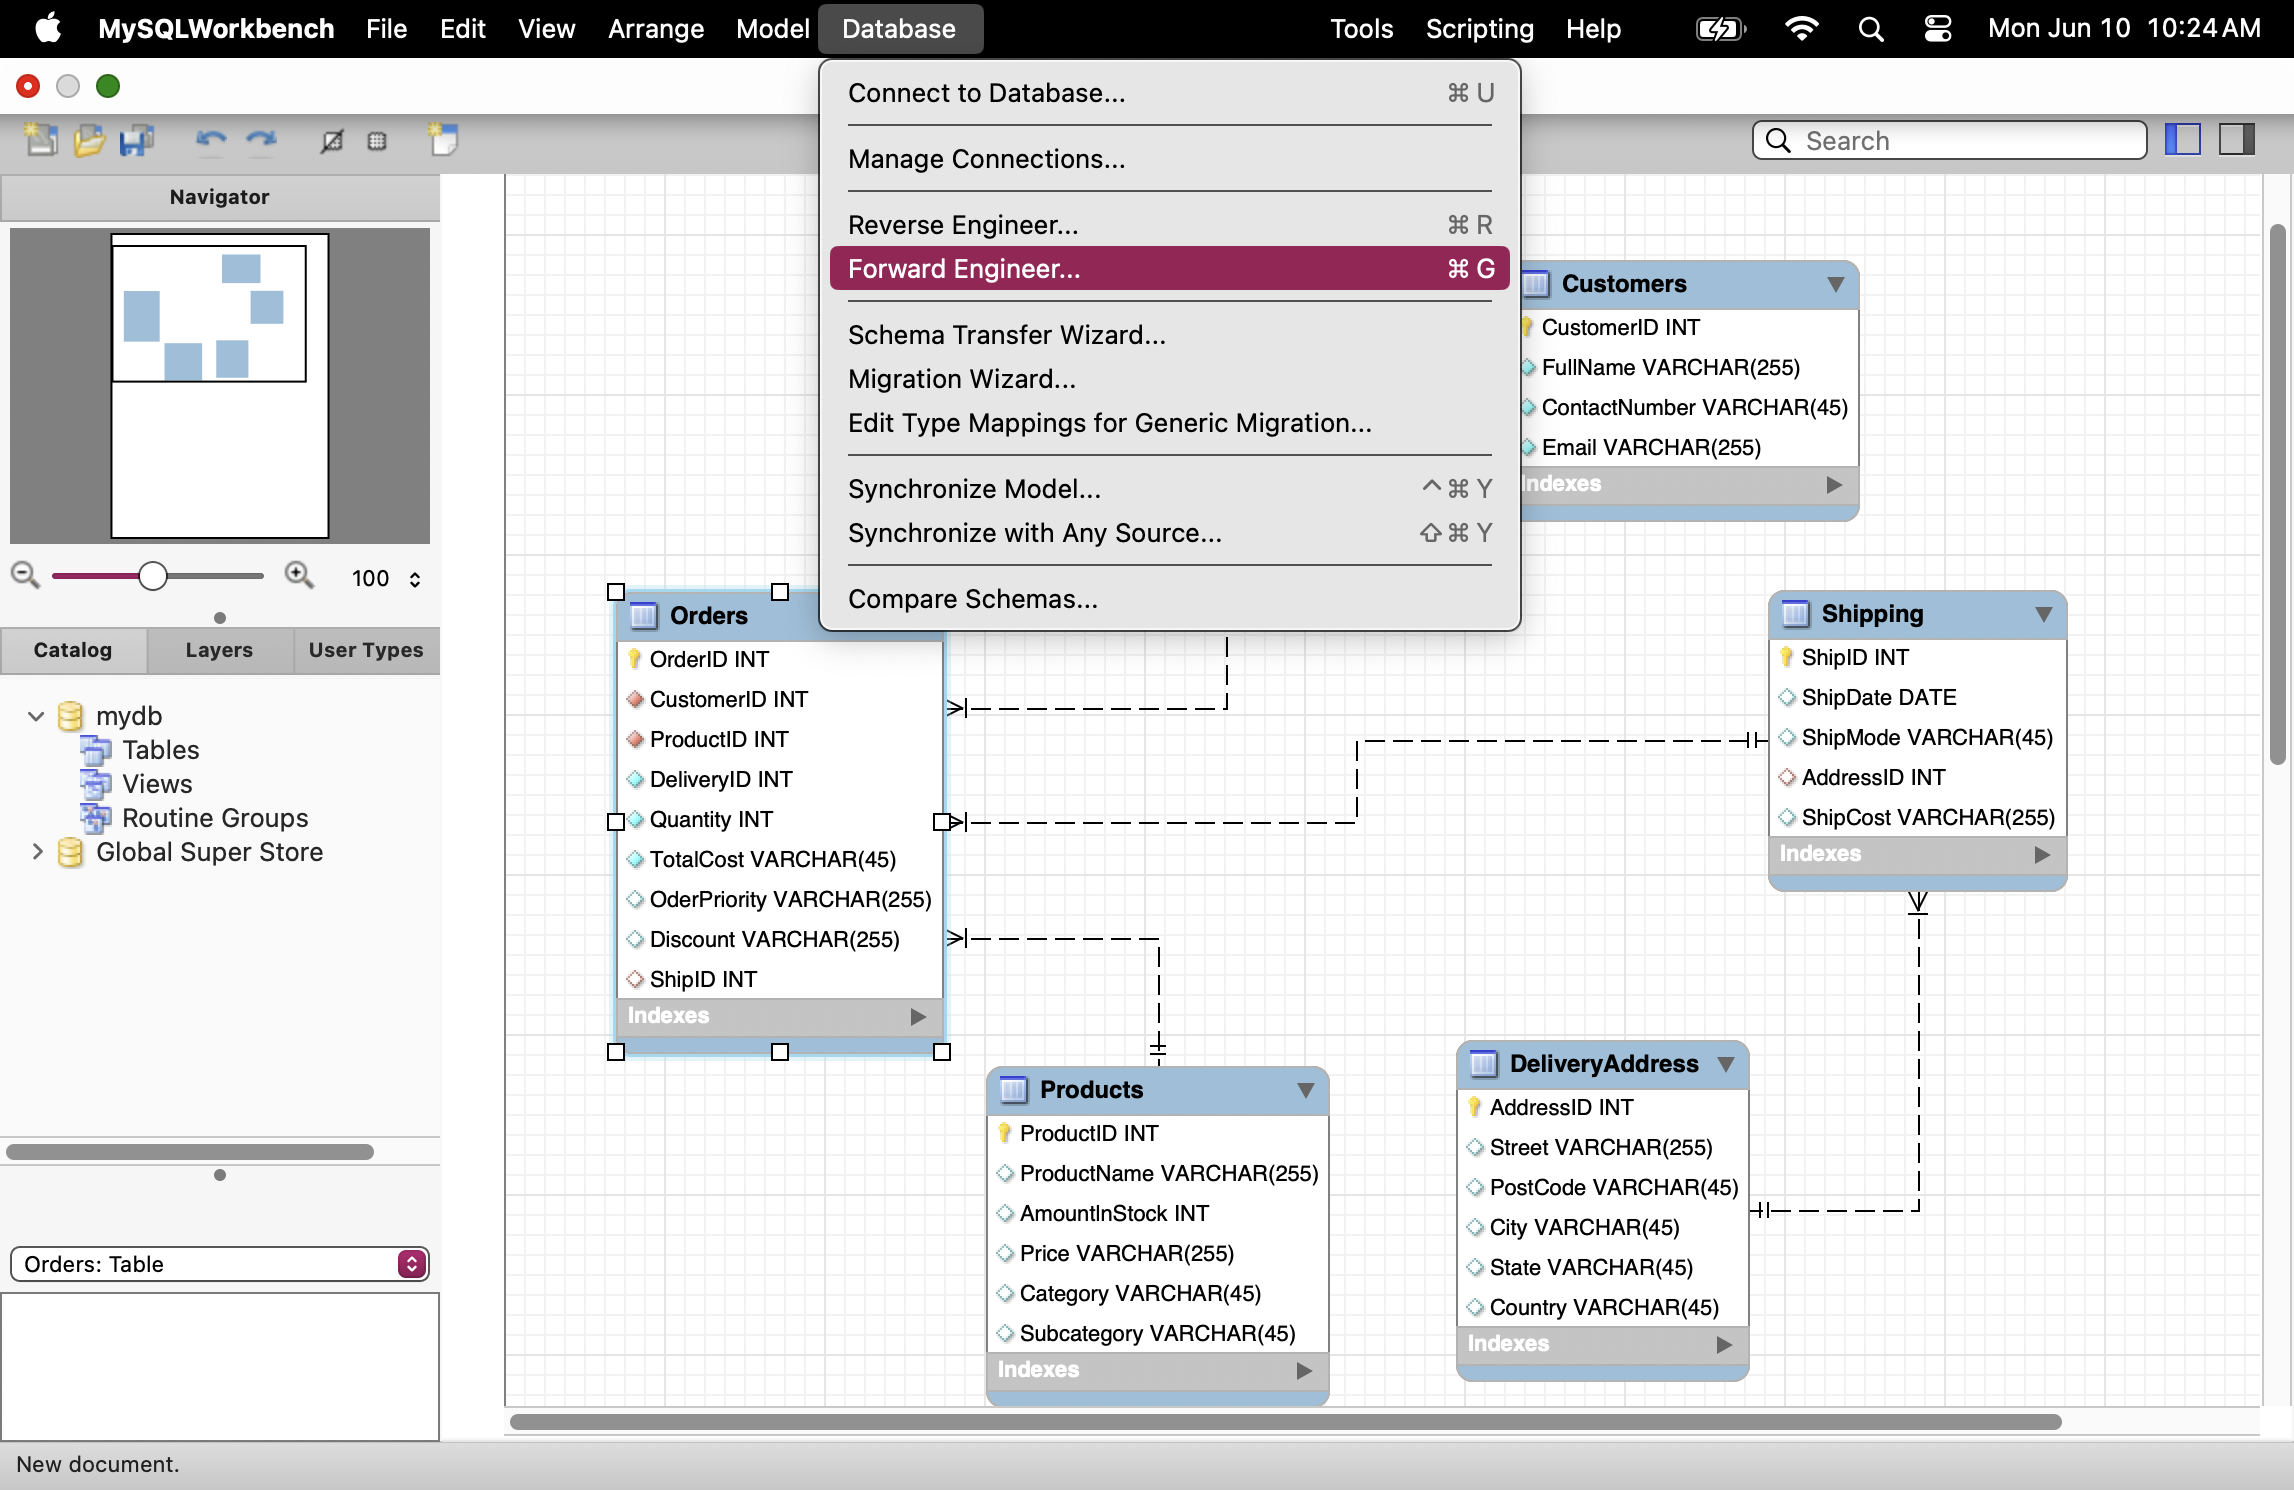 MySQLWorkbench File Edit View Arrange Model Database Tools Scripting Help Mon Jun 10 10:24 AM
Search
Navigator
100
Catalog Layers User Types
mydb
Tables
Views
Routine Groups
Global Super Store
Orders: Table
New document.
Connect to Database... ⌘ U
Manage Connections...
Reverse Engineer... ⌘ R
Forward Engineer... ⌘ G
Schema Transfer Wizard...
Migration Wizard...
Edit Type Mappings for Generic Migration...
Synchronize Model... ^ ⌘ Y
Synchronize with Any Source... ⇧ ⌘ Y
Compare Schemas...
Customers
CustomerID INT
FullName VARCHAR(255)
ContactNumber VARCHAR(45)
Email VARCHAR(255)
Indexes
Orders
OrderID INT
CustomerID INT
ProductID INT
DeliveryID INT
Quantity INT
TotalCost VARCHAR(45)
OderPriority VARCHAR(255)
Discount VARCHAR(255)
ShipID INT
Indexes
Shipping
ShipID INT
ShipDate DATE
ShipMode VARCHAR(45)
AddressID INT
ShipCost VARCHAR(255)
Indexes
Products
ProductID INT
ProductName VARCHAR(255)
AmountInStock INT
Price VARCHAR(255)
Category VARCHAR(45)
Subcategory VARCHAR(45)
Indexes
DeliveryAddress
AddressID INT
Street VARCHAR(255)
PostCode VARCHAR(45)
City VARCHAR(45)
State VARCHAR(45)
Country VARCHAR(45)
Indexes